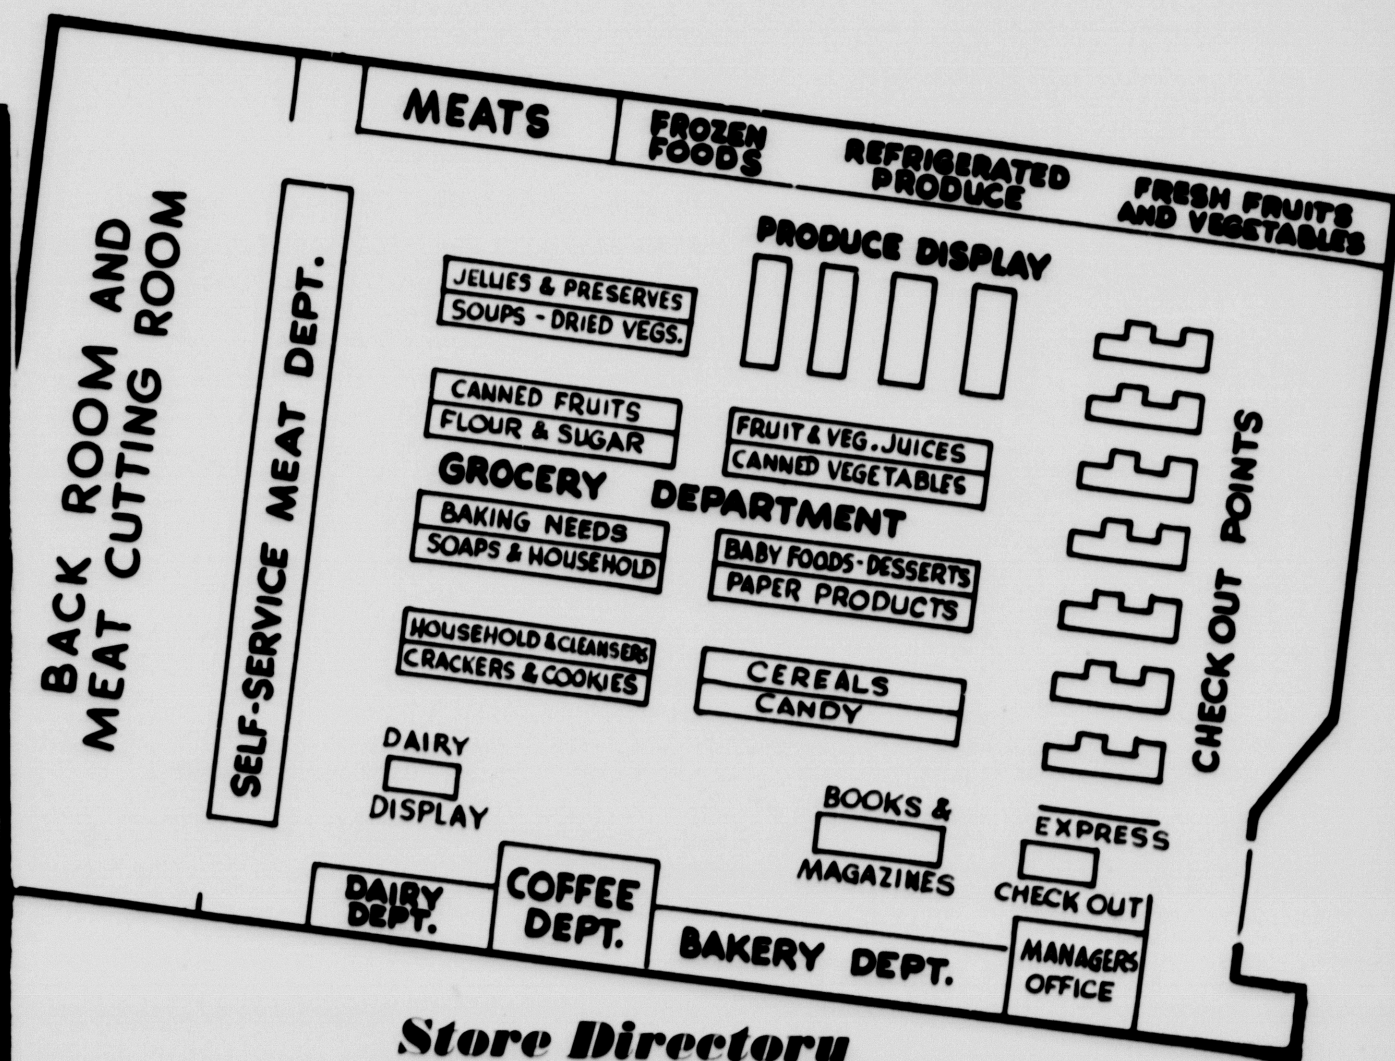 MEATS
FROZEN
FOODS
REFRIGERATED
PRODUCE
FRESH FRUITS
AND VEGETABLES
BACK ROOM AND
MEAT CUTTING ROOM
SELF-SERVICE MEAT DEPT.
PRODUCE DISPLAY
JELLIES & PRESERVES
SOUPS - DRIED VEGS.
CANNED FRUITS
FLOUR & SUGAR
FRUIT & VEG. JUICES
CANNED VEGETABLES
GROCERY DEPARTMENT
BAKING NEEDS
SOAPS & HOUSEHOLD
BABY FOODS - DESSERTS
PAPER PRODUCTS
HOUSEHOLD & CLEANSERS
CRACKERS & COOKIES
CEREALS
CANDY
CHECK OUT POINTS
DAIRY
DISPLAY
BOOKS &
MAGAZINES
EXPRESS
CHECK OUT
DAIRY
DEPT.
COFFEE
DEPT.
BAKERY DEPT.
MANAGERS
OFFICE
Store Directory